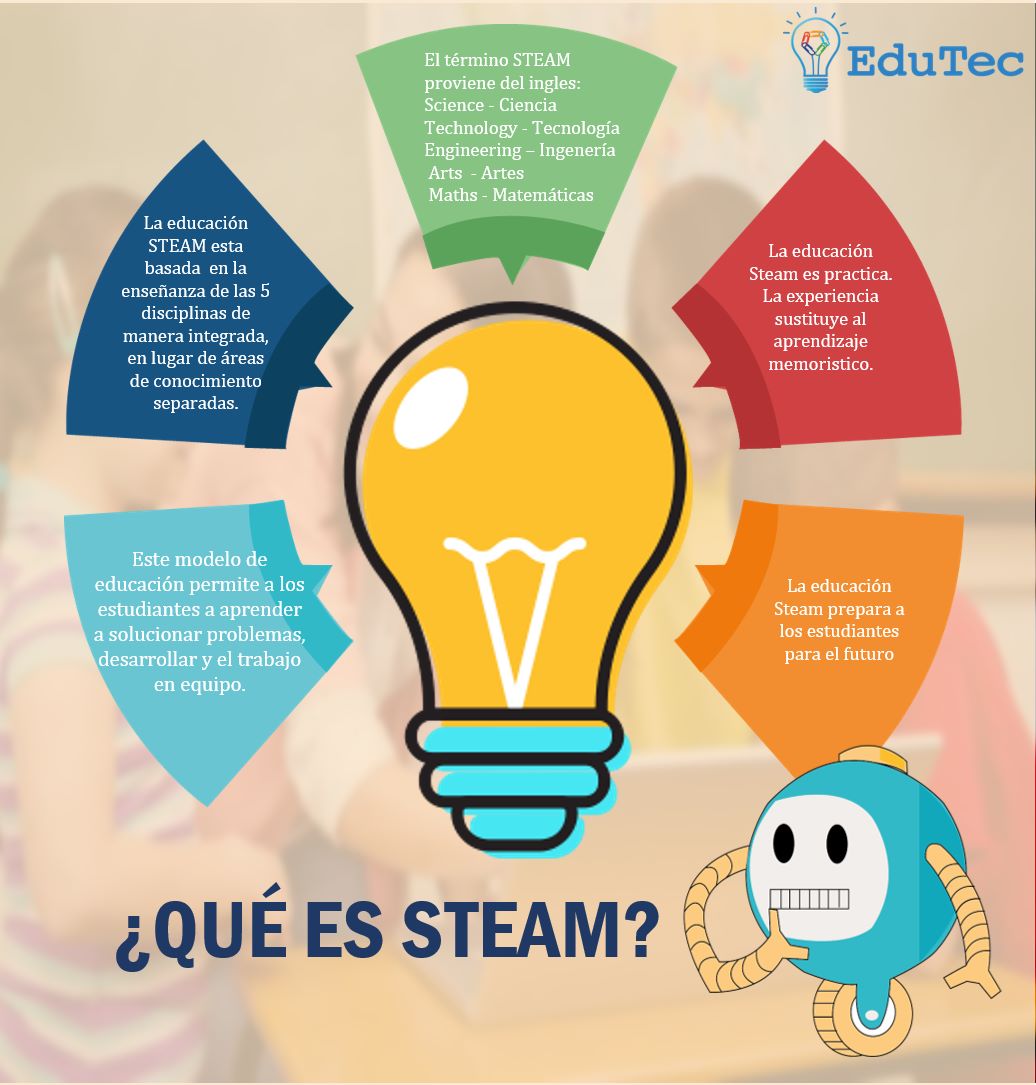 EduTec
El término STEAM
proviene del ingles:
Science - Ciencia
Technology - Tecnología
Engineering – Ingenería
Arts - Artes
Maths - Matemáticas
La educación
STEAM esta
basada en la
enseñanza de las 5
disciplinas de
manera integrada,
en lugar de áreas
de conocimiento
separadas.
La educación
Steam es practica.
La experiencia
sustituye al
aprendizaje
memoristico.
Este modelo de
educación permite a los
estudiantes a aprender
a solucionar problemas,
desarrollar y el trabajo
en equipo.
La educación
Steam prepara a
los estudiantes
para el futuro
¿QUÉ ES STEAM?